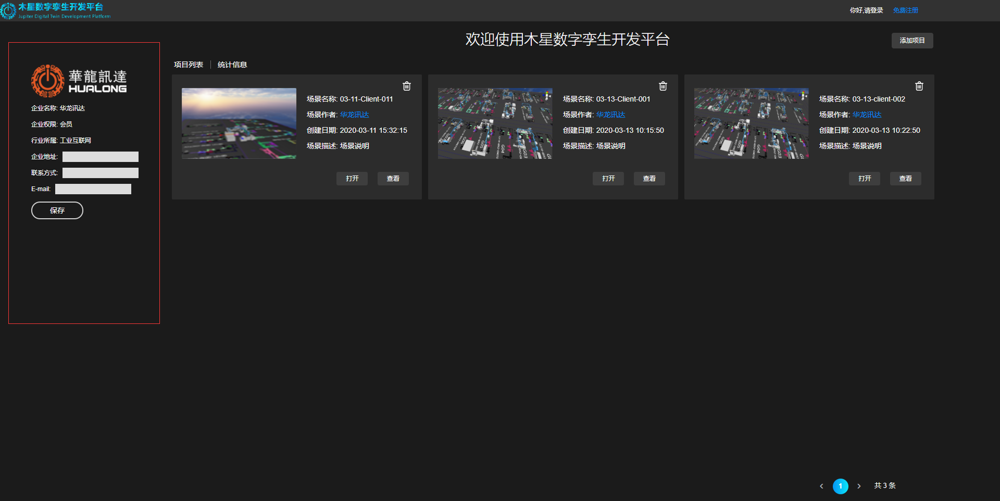 木星数字孪生开发平台
Jupiter Digital Twin Development Platform
你好,请登录 免费注册
欢迎使用木星数字孪生开发平台
添加项目
華龍訊達
HUALONG
企业名称: 华龙讯达
企业权限: 会员
行业所属: 工业互联网
企业地址:
联系方式:
E-mail:
保存
项目列表 统计信息
场景名称: 03-11-Client-011
场景作者: 华龙讯达
创建日期: 2020-03-11 15:32:15
场景描述: 场景说明
打开 查看
场景名称: 03-13-Client-001
场景作者: 华龙讯达
创建日期: 2020-03-13 10:15:50
场景描述: 场景说明
打开 查看
场景名称: 03-13-client-002
场景作者: 华龙讯达
创建日期: 2020-03-13 10:22:50
场景描述: 场景说明
打开 查看
1
共 3 条